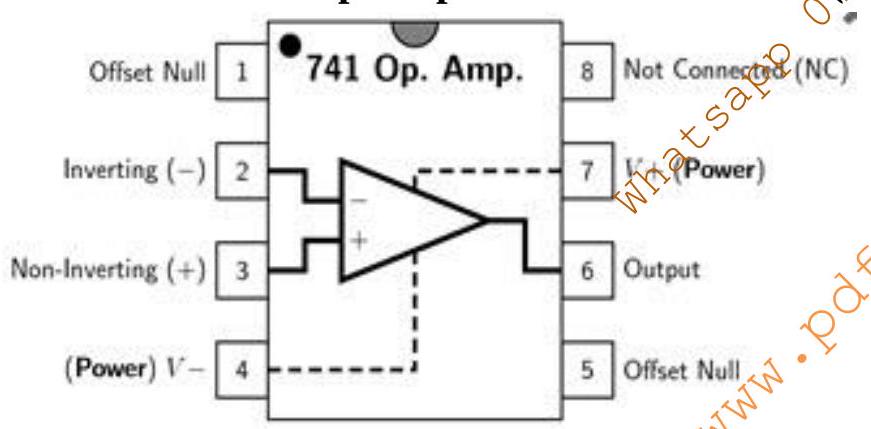 741 Op. Amp.
Offset Null 1
8 Not Connected (NC)
Inverting (−) 2
7 V+ (Power)
−
+
Non-Inverting (+) 3
6 Output
(Power) V− 4
5 Offset Null
Whatsapp
www.pdf